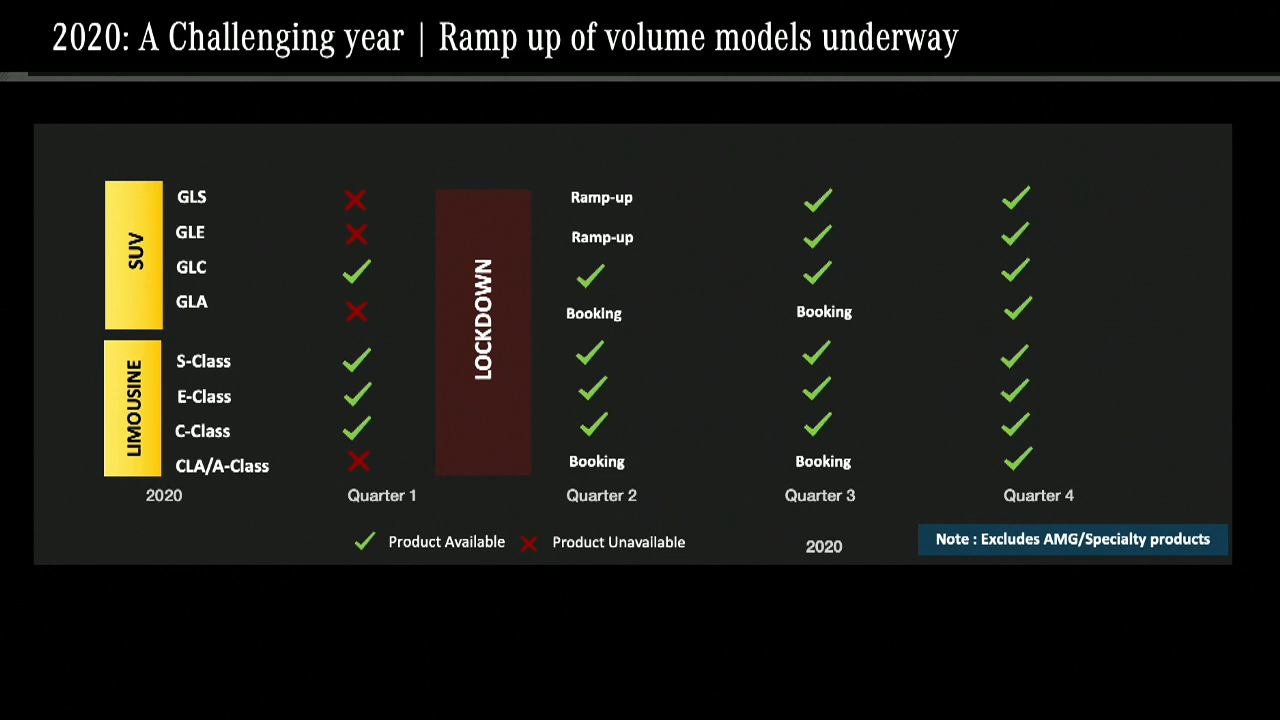 2020: A Challenging year | Ramp up of volume models underway
SUV
GLS
Ramp-up
GLE
Ramp-up
GLC
GLA
Booking
Booking
LOCKDOWN
LIMOUSINE
S-Class
E-Class
C-Class
CLA/A-Class
Booking
Booking
2020
Quarter 1
Quarter 2
Quarter 3
Quarter 4
Product Available
Product Unavailable
2020
Note : Excludes AMG/Specialty products